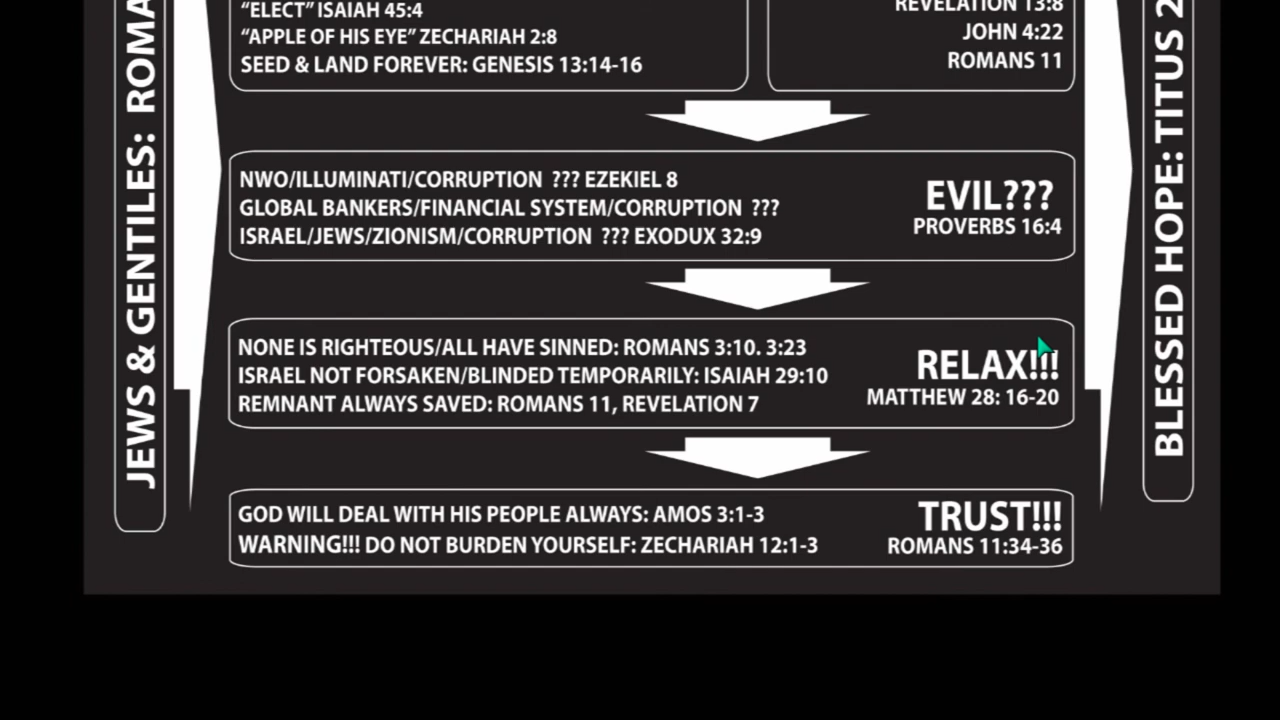 "ELECT" ISAIAH 45:4
"APPLE OF HIS EYE" ZECHARIAH 2:8
SEED & LAND FOREVER: GENESIS 13:14-16
REVELATION 13:8
JOHN 4:22
ROMANS 11
NWO/ILLUMINATI/CORRUPTION ??? EZEKIEL 8
GLOBAL BANKERS/FINANCIAL SYSTEM/CORRUPTION ???
ISRAEL/JEWS/ZIONISM/CORRUPTION ??? EXODUX 32:9
EVIL???
PROVERBS 16:4
NONE IS RIGHTEOUS/ALL HAVE SINNED: ROMANS 3:10. 3:23
ISRAEL NOT FORSAKEN/BLINDED TEMPORARILY: ISAIAH 29:10
REMNANT ALWAYS SAVED: ROMANS 11, REVELATION 7
RELAX!!!
MATTHEW 28: 16-20
GOD WILL DEAL WITH HIS PEOPLE ALWAYS: AMOS 3:1-3
WARNING!!! DO NOT BURDEN YOURSELF: ZECHARIAH 12:1-3
TRUST!!!
ROMANS 11:34-36
JEWS & GENTILES: ROMA
BLESSED HOPE: TITUS 2